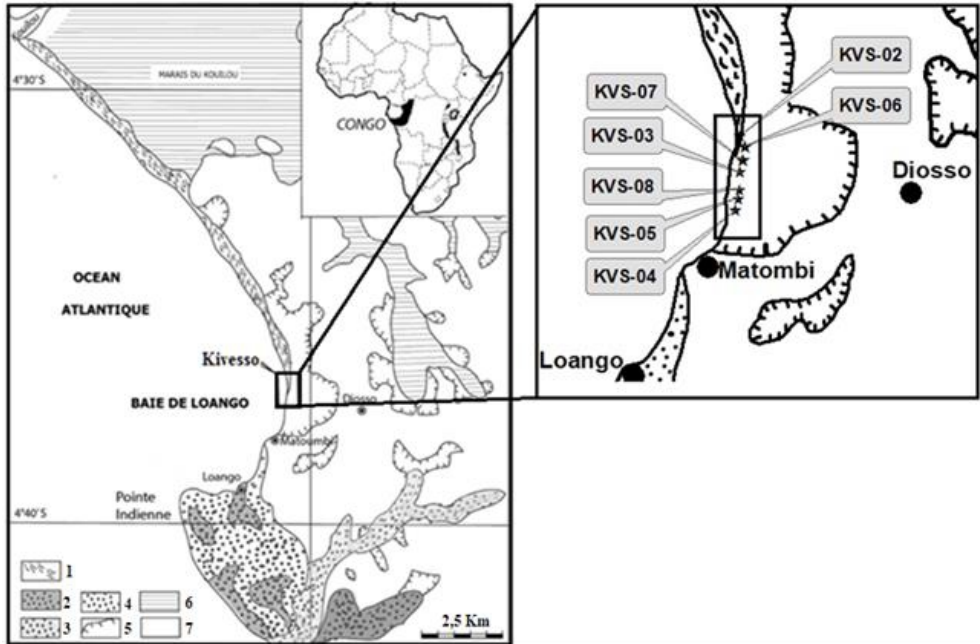 Kouilou
4°30'S
MARAIS DU KOUILOU
CONGO
OCEAN
ATLANTIQUE
Kivesso
BAIE DE LOANGO
Diosso
Matoumbi
Loango
Pointe
Indienne
4°40'S
1
2
4
6
3
5
7
2,5 Km
KVS-02
KVS-07
KVS-06
KVS-03
Diosso
KVS-08
KVS-05
KVS-04
Matombi
Loango